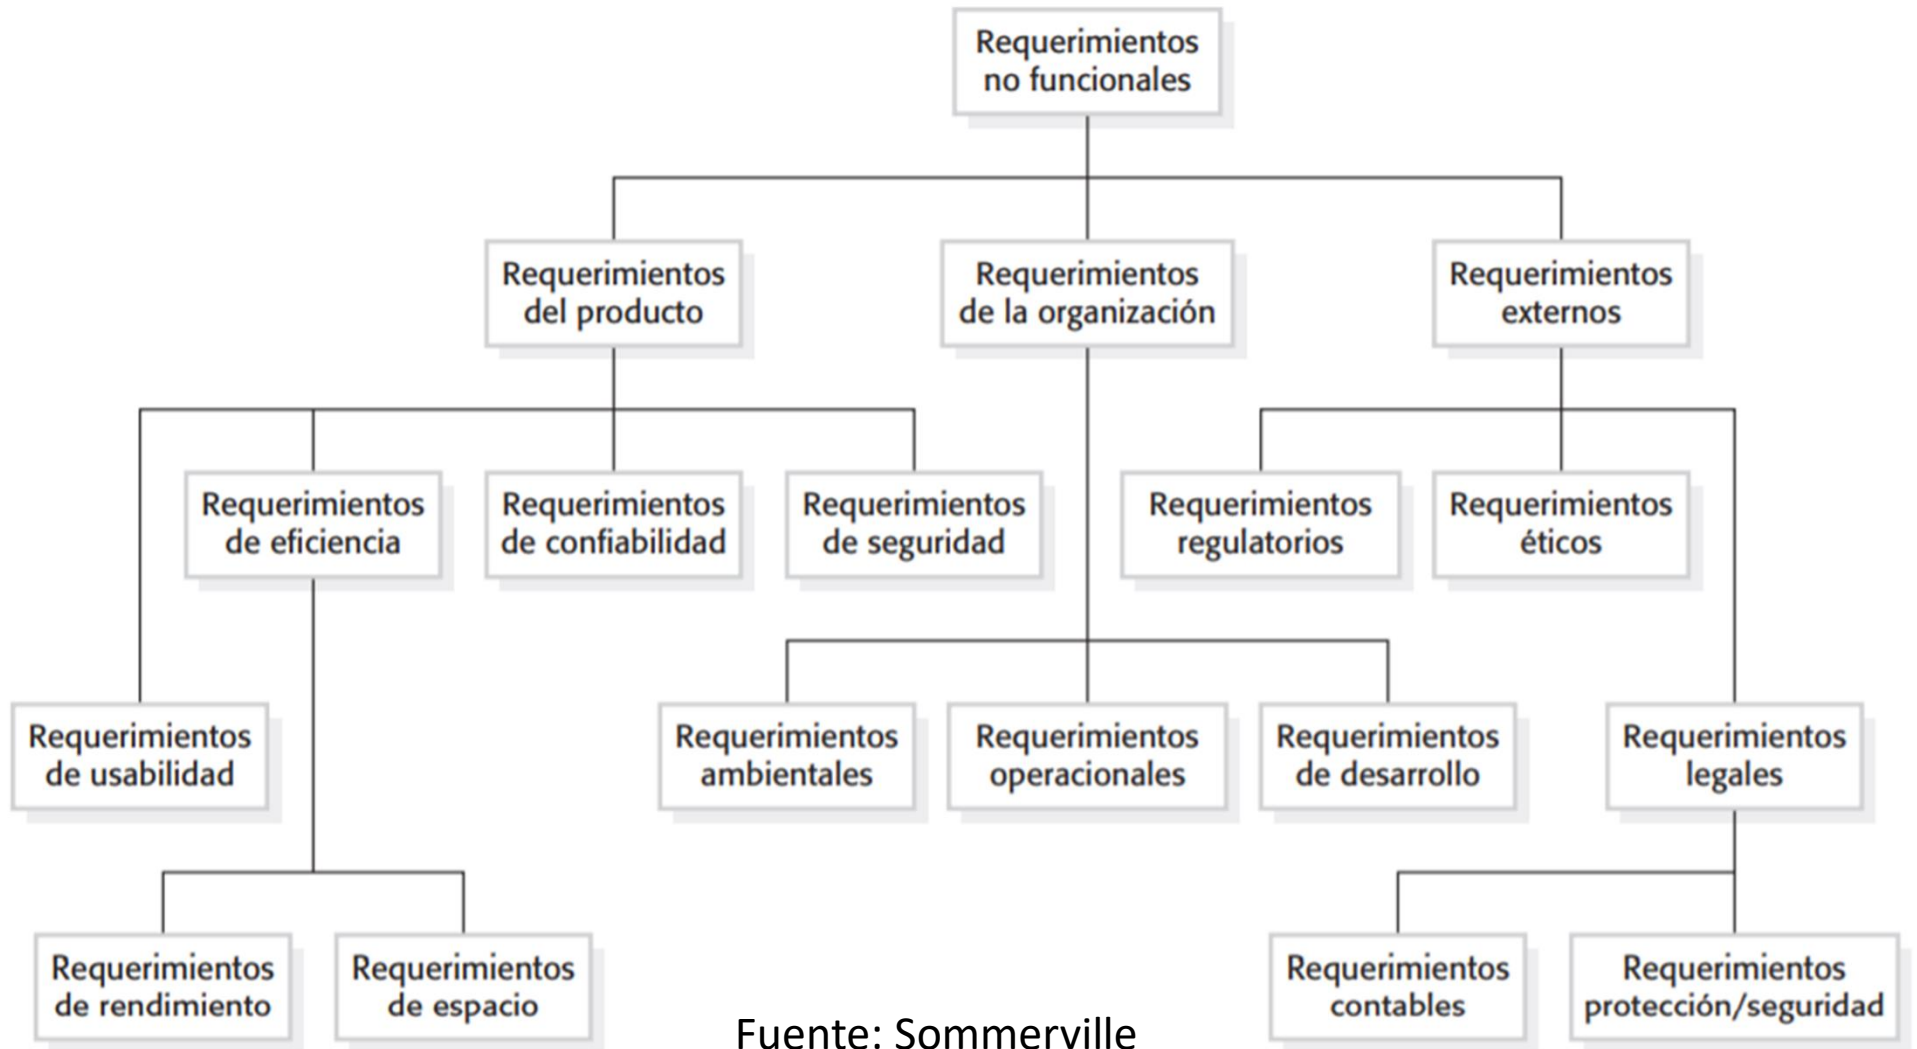 Requerimientos
no funcionales
Requerimientos
del producto
Requerimientos
de la organización
Requerimientos
externos
Requerimientos
de eficiencia
Requerimientos
de confiabilidad
Requerimientos
de seguridad
Requerimientos
regulatorios
Requerimientos
éticos
Requerimientos
de usabilidad
Requerimientos
ambientales
Requerimientos
operacionales
Requerimientos
de desarrollo
Requerimientos
legales
Requerimientos
de rendimiento
Requerimientos
de espacio
Requerimientos
contables
Requerimientos
protección/seguridad
Fuente: Sommerville